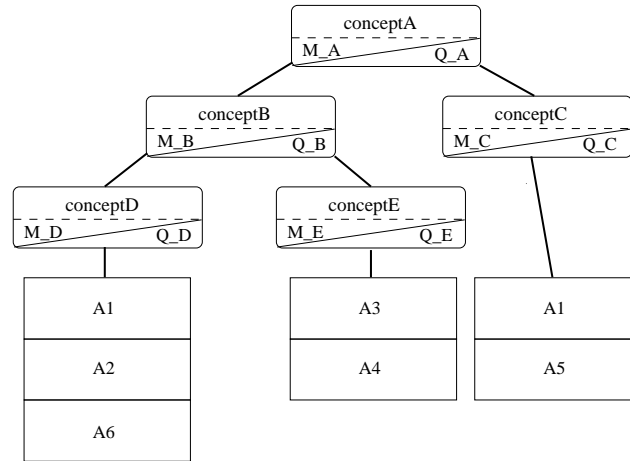 conceptA
M_A Q_A
conceptB
M_B Q_B
conceptC
M_C Q_C
conceptD
M_D Q_D
conceptE
M_E Q_E
A1
A2
A6
A3
A4
A1
A5